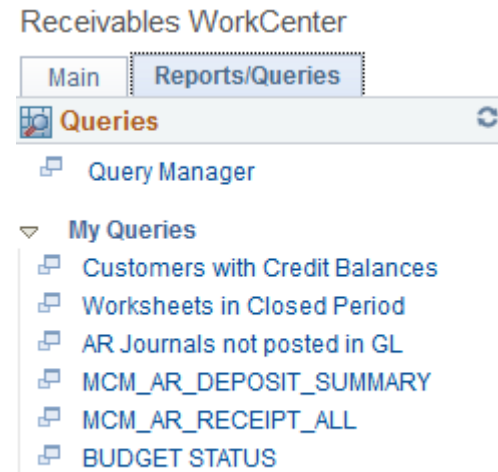 Receivables WorkCenter
Main Reports/Queries
Queries
Query Manager
My Queries
Customers with Credit Balances
Worksheets in Closed Period
AR Journals not posted in GL
MCM_AR_DEPOSIT_SUMMARY
MCM_AR_RECEIPT_ALL
BUDGET STATUS